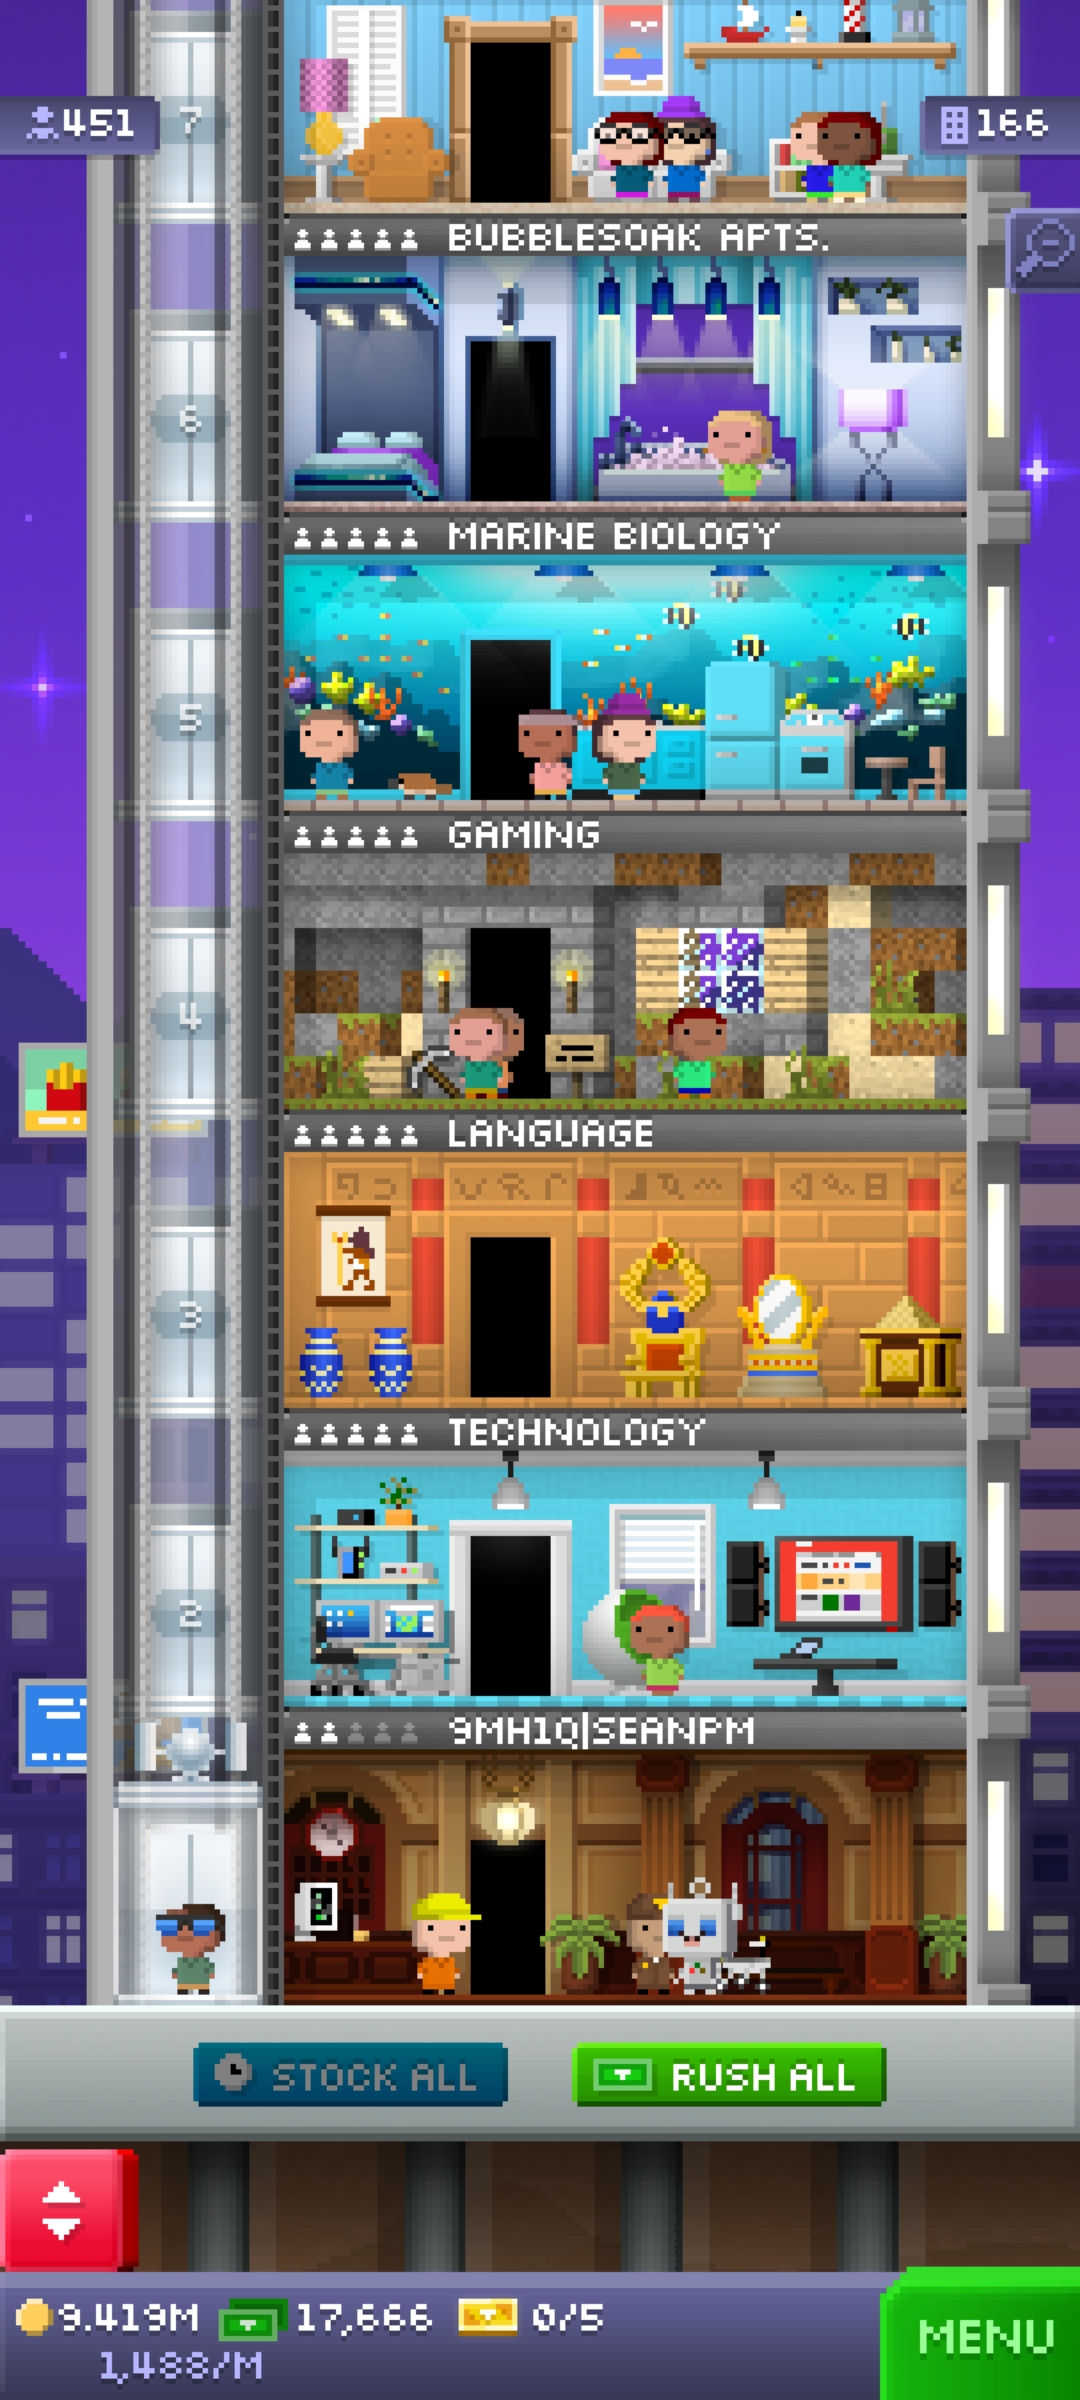 451
7
166
BUBBLESOAK APTS.
6
MARINE BIOLOGY
5
GAMING
4
LANGUAGE
3
TECHNOLOGY
2
9MH1Q|SEANPM
STOCK ALL
RUSH ALL
9.419M
17,666
0/5
1,488/M
MENU